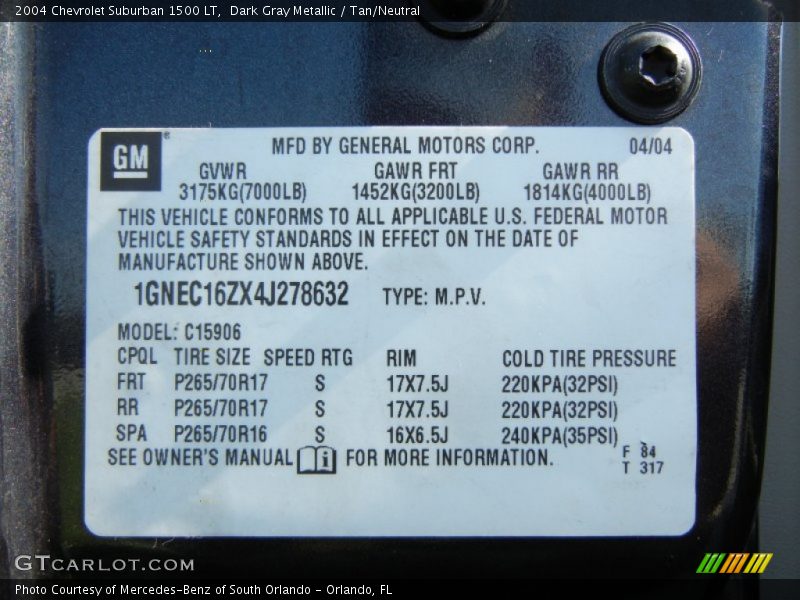 2004 Chevrolet Suburban 1500 LT,  Dark Gray Metallic / Tan/Neutral
GM® MFD BY GENERAL MOTORS CORP. 04/04
GVWR GAWR FRT GAWR RR
3175KG(7000LB) 1452KG(3200LB) 1814KG(4000LB)
THIS VEHICLE CONFORMS TO ALL APPLICABLE U.S. FEDERAL MOTOR
VEHICLE SAFETY STANDARDS IN EFFECT ON THE DATE OF
MANUFACTURE SHOWN ABOVE.
1GNEC16ZX4J278632 TYPE: M.P.V.
MODEL: C15906
CPQL TIRE SIZE SPEED RTG RIM COLD TIRE PRESSURE
FRT P265/70R17 S 17X7.5J 220KPA(32PSI)
RR P265/70R17 S 17X7.5J 220KPA(32PSI)
SPA P265/70R16 S 16X6.5J 240KPA(35PSI)
SEE OWNER'S MANUAL i FOR MORE INFORMATION.
F 84
T 317
GTCARLOT.COM
Photo Courtesy of Mercedes-Benz of South Orlando - Orlando, FL